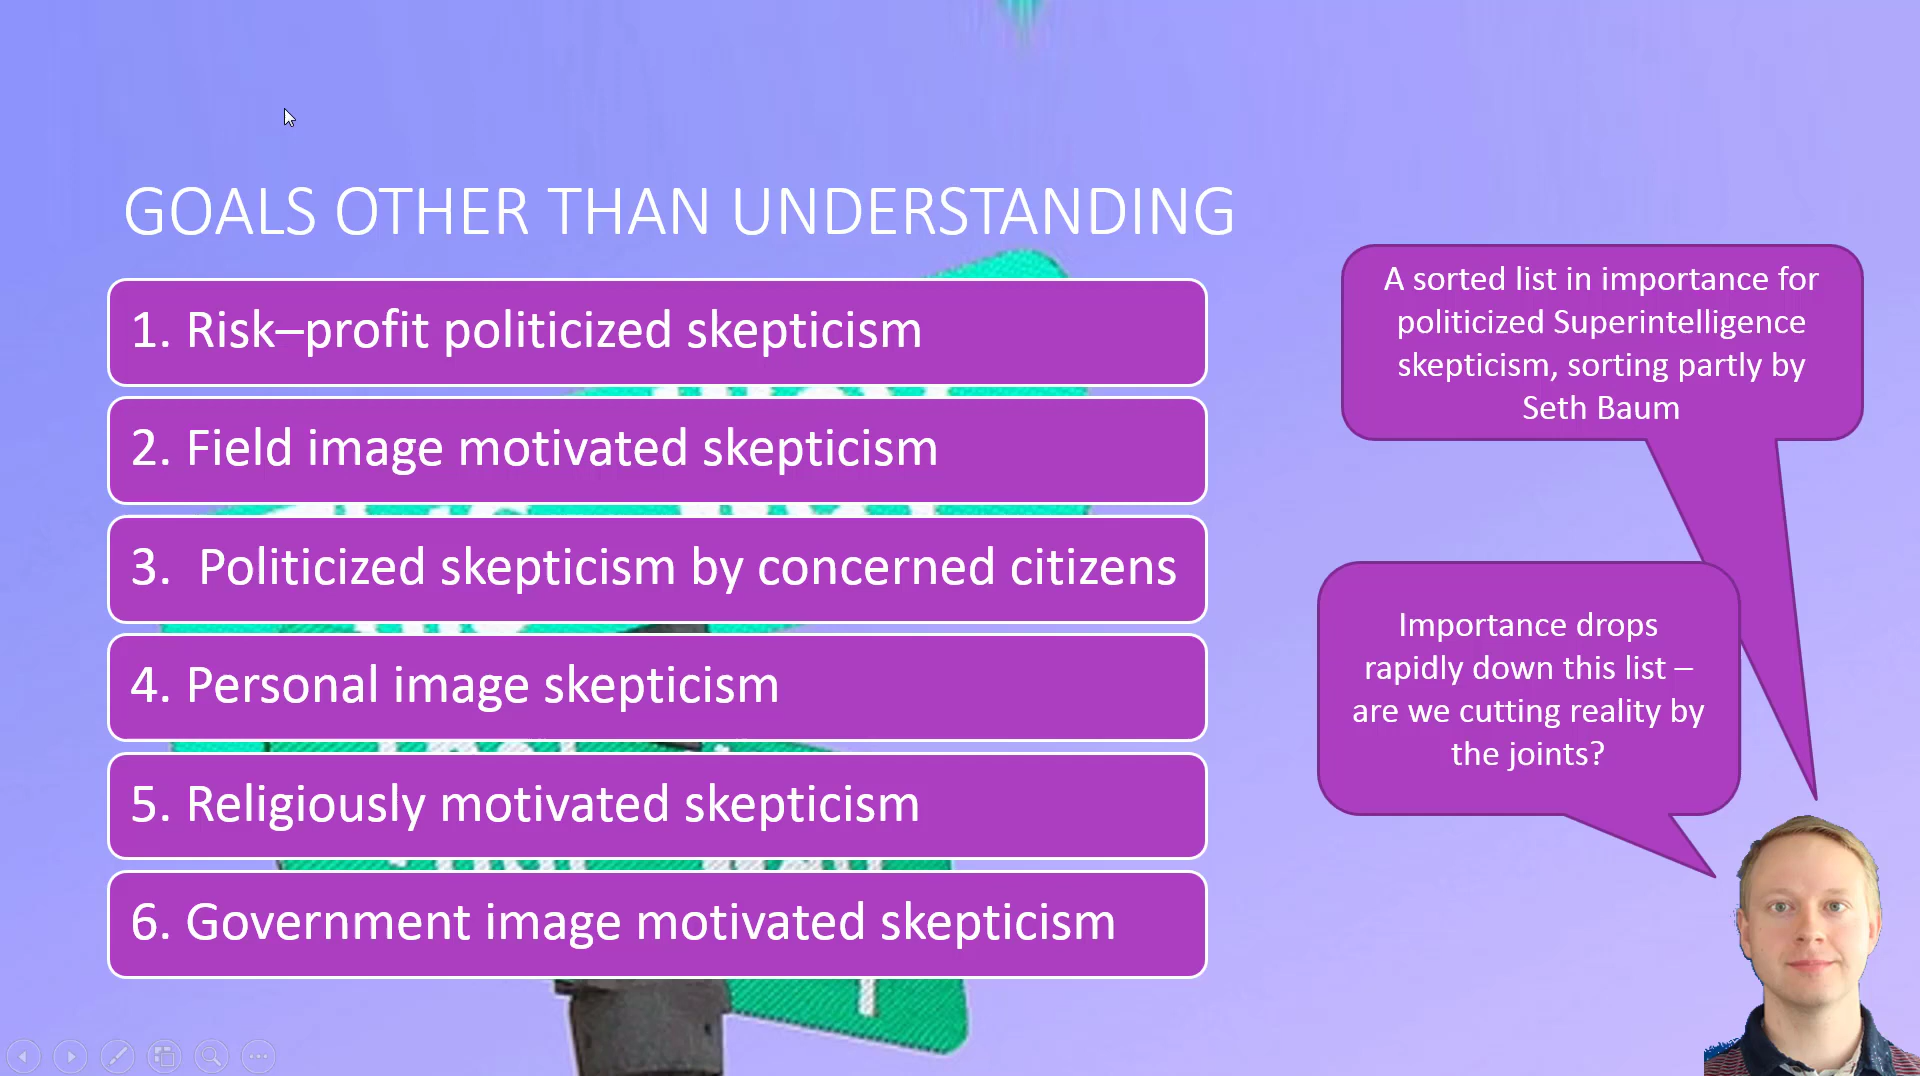 GOALS OTHER THAN UNDERSTANDING
1. Risk–profit politicized skepticism
2. Field image motivated skepticism
3.  Politicized skepticism by concerned citizens
4. Personal image skepticism
5. Religiously motivated skepticism
6. Government image motivated skepticism
A sorted list in importance for
politicized Superintelligence
skepticism, sorting partly by
Seth Baum
Importance drops
rapidly down this list –
are we cutting reality by
the joints?